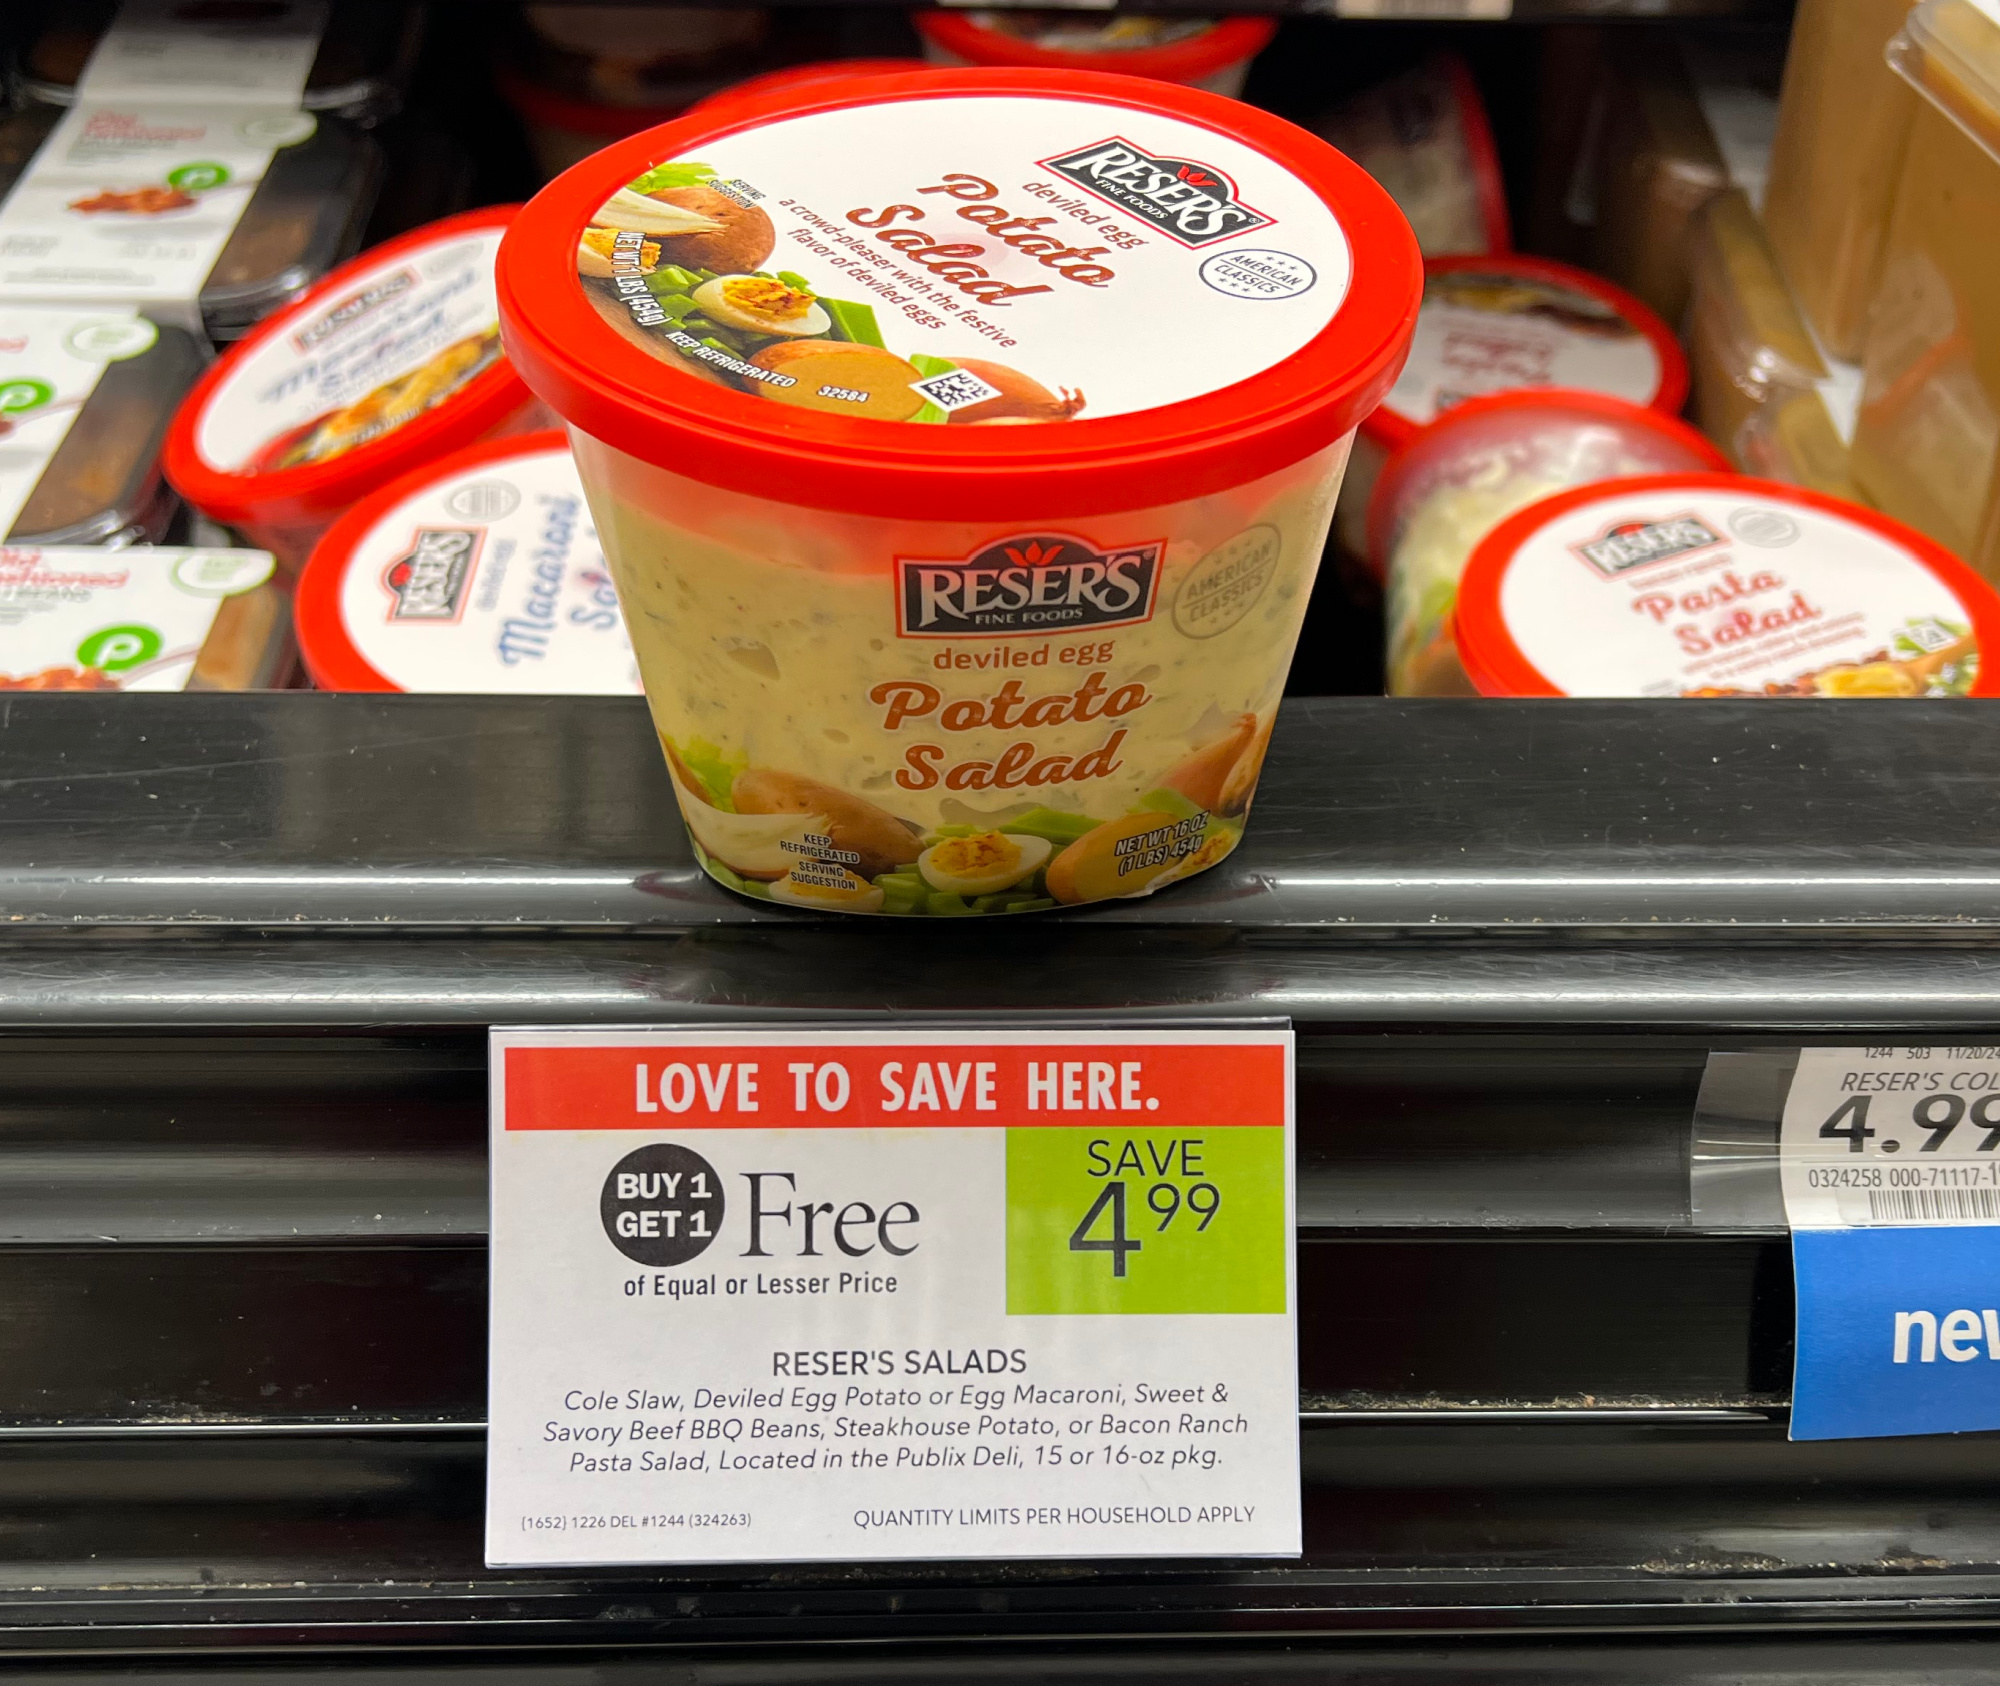 RESER'S®
FINE FOODS
deviled egg
Potato
Salad
a crowd-pleaser with the festive
flavor of deviled eggs
AMERICAN
CLASSICS
SERVING
SUGGESTION
NET WT 1 LBS (454g)
KEEP REFRIGERATED
32584
RESER'S®
FINE FOODS
AMERICAN
CLASSICS
deviled egg
Potato
Salad
KEEP
REFRIGERATED
SERVING
SUGGESTION
NET WT 16 OZ
(1 LBS) 454g
RESER'S
Macaroni
RESER'S
Pasta
Salad
LOVE TO SAVE HERE.
BUY 1
GET 1
Free
of Equal or Lesser Price
SAVE
4 99
RESER'S SALADS
Cole Slaw, Deviled Egg Potato or Egg Macaroni, Sweet &
Savory Beef BBQ Beans, Steakhouse Potato, or Bacon Ranch
Pasta Salad, Located in the Publix Deli, 15 or 16-oz pkg.
(1652) 1226 DEL #1244 (324263)
QUANTITY LIMITS PER HOUSEHOLD APPLY
1244 503 11/20/24
RESER'S COL
4.99
0324258 000-71117-1
new